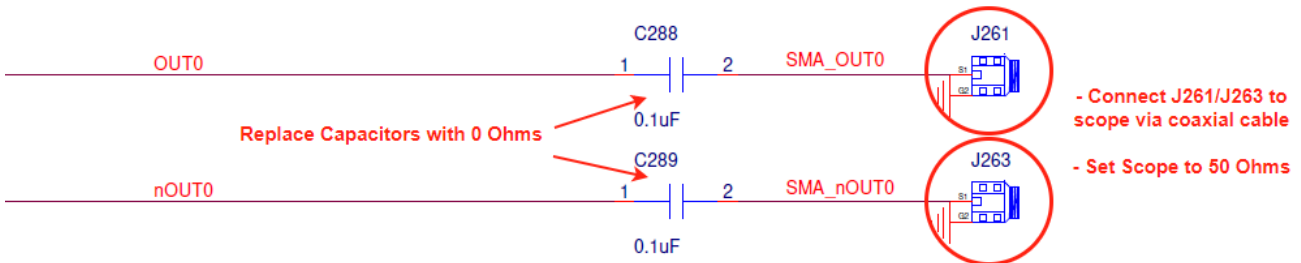 C288
J261
OUT0
1
2
SMA_OUT0
S1
G2
0.1uF
Replace Capacitors with 0 Ohms
- Connect J261/J263 to
scope via coaxial cable
- Set Scope to 50 Ohms
C289
J263
nOUT0
1
2
SMA_nOUT0
S1
G2
0.1uF